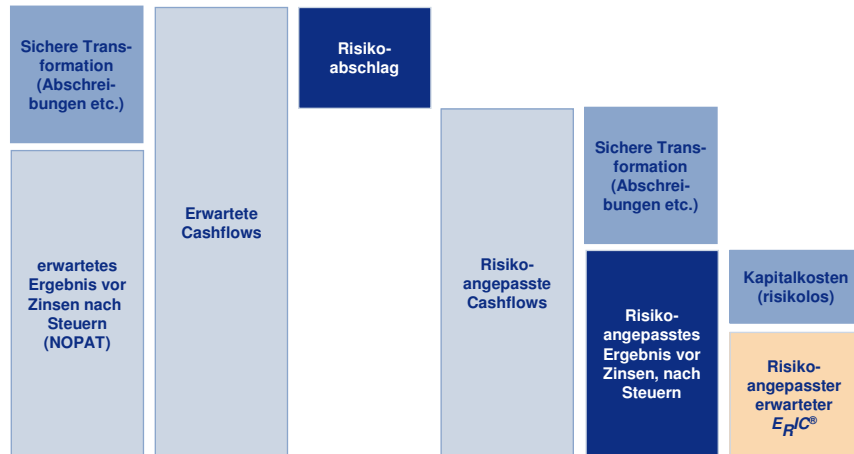 Sichere Trans-
formation
(Abschrei-
bungen etc.)
erwartetes
Ergebnis vor
Zinsen nach
Steuern
(NOPAT)
Erwartete
Cashflows
Risiko-
abschlag
Risiko-
angepasste
Cashflows
Sichere Trans-
formation
(Abschrei-
bungen etc.)
Risiko-
angepasstes
Ergebnis vor
Zinsen, nach
Steuern
Kapitalkosten
(risikolos)
Risiko-
angepasster
erwarteter
ERIC®